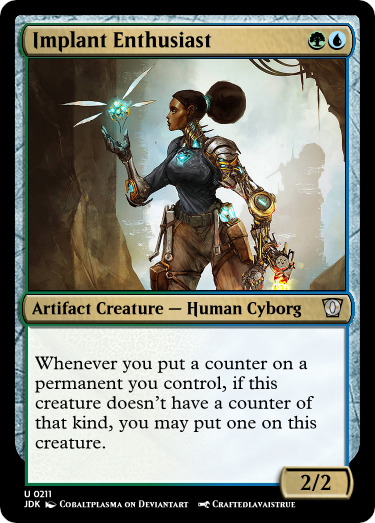 Implant Enthusiast
Artifact Creature — Human Cyborg
Whenever you put a counter on a
permanent you control, if this
creature doesn't have a counter of
that kind, you may put one on this
creature.
2/2
U 0211
JDK Cobaltplasma on Deviantart Craftedlavaistrue